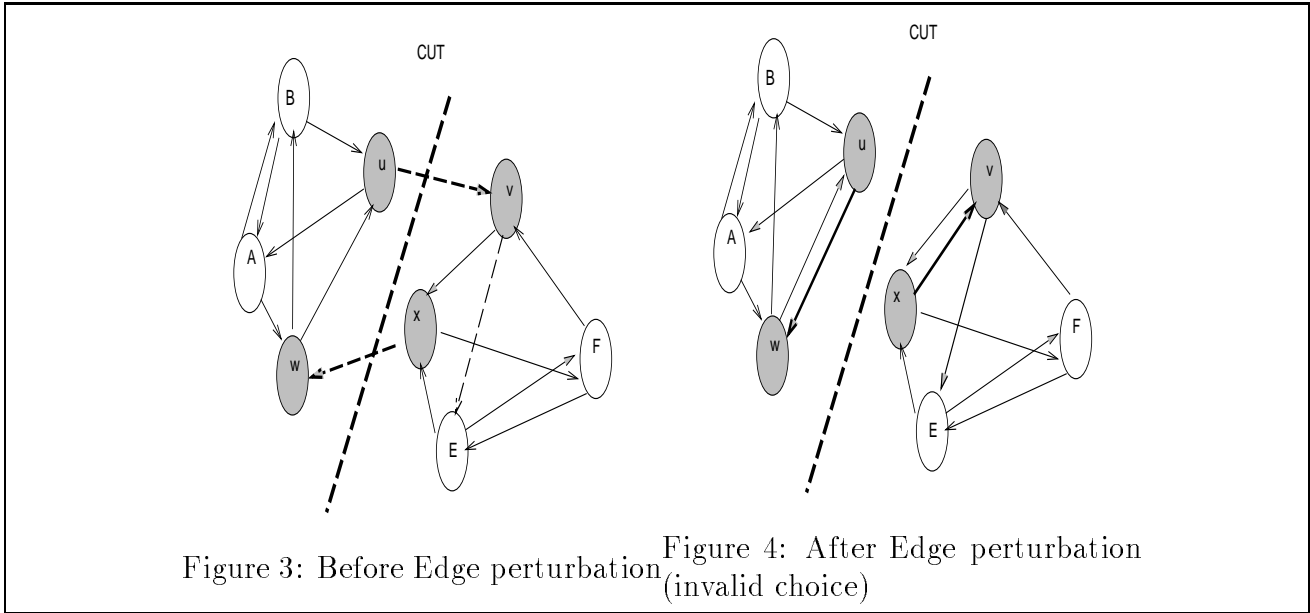 CUT
B
u
v
A
x
w
F
E
Figure 3: Before Edge perturbation
CUT
B
u
v
A
x
w
F
E
Figure 4: After Edge perturbation
(invalid choice)